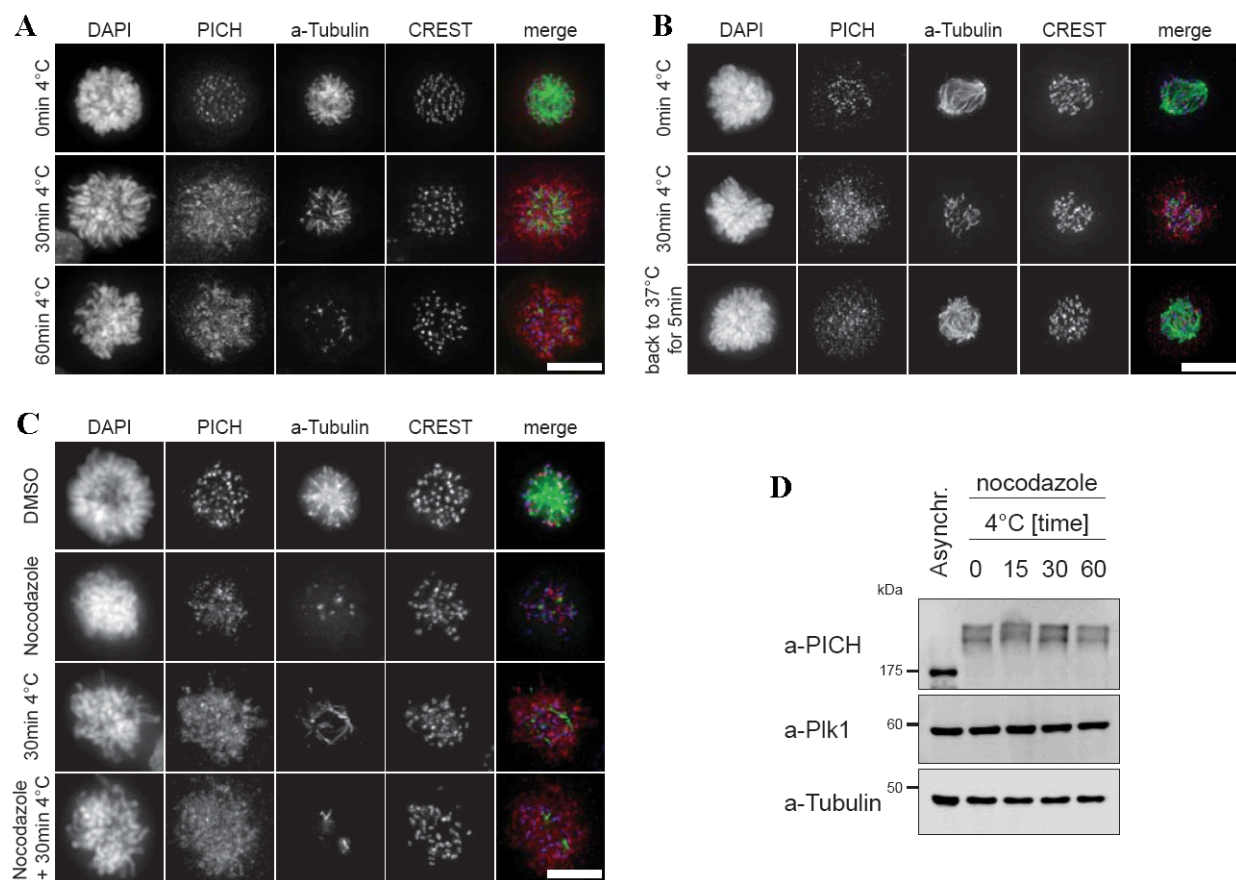 A
DAPI PICH a-Tubulin CREST merge
0min 4°C
30min 4°C
60min 4°C
B
DAPI PICH a-Tubulin CREST merge
0min 4°C
30min 4°C
back to 37°C
for 5min
C
DAPI PICH a-Tubulin CREST merge
DMSO
Nocodazole
30min 4°C
Nocodazole
+ 30min 4°C
D
Asynchr.
nocodazole
4°C [time]
0 15 30 60
kDa
a-PICH
175
a-Plk1
60
a-Tubulin
50